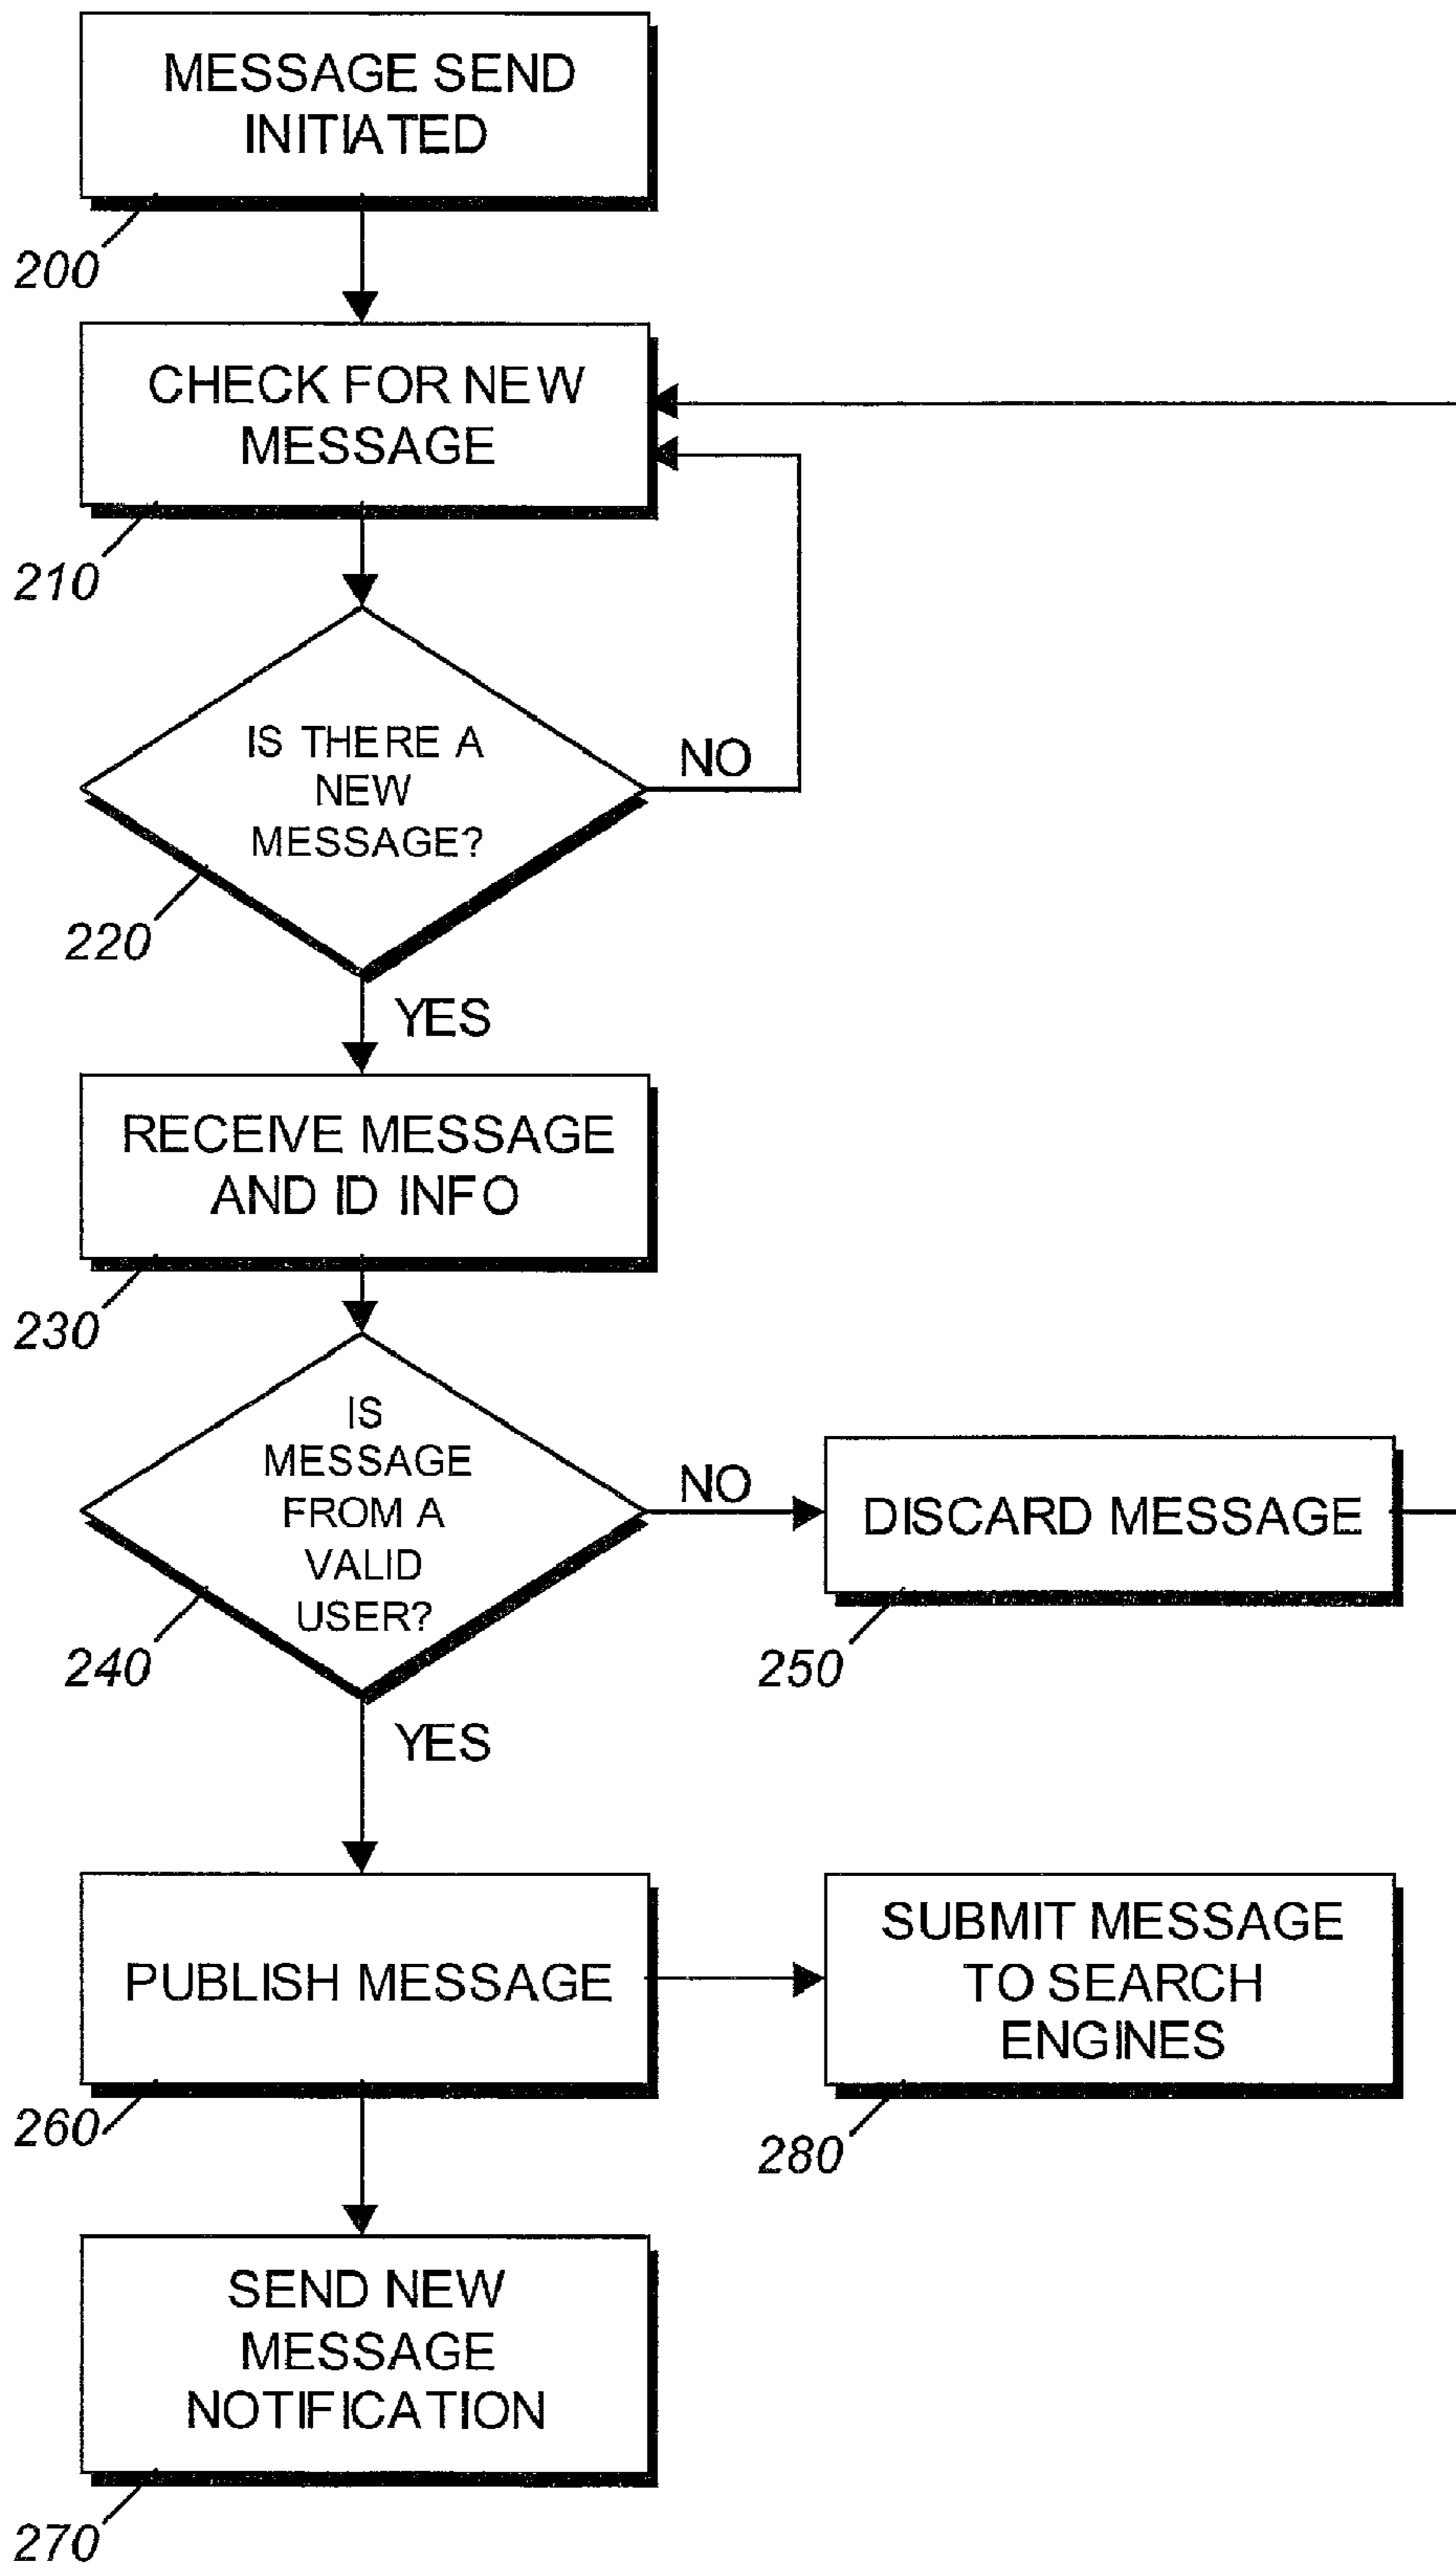 MESSAGE SEND
INITIATED
200
CHECK FOR NEW
MESSAGE
210
IS THERE A
NEW
MESSAGE?
NO
220
YES
RECEIVE MESSAGE
AND ID INFO
230
IS
MESSAGE
FROM A
VALID
USER?
NO
240
DISCARD MESSAGE
250
YES
PUBLISH MESSAGE
260
SUBMIT MESSAGE
TO SEARCH
ENGINES
280
SEND NEW
MESSAGE
NOTIFICATION
270